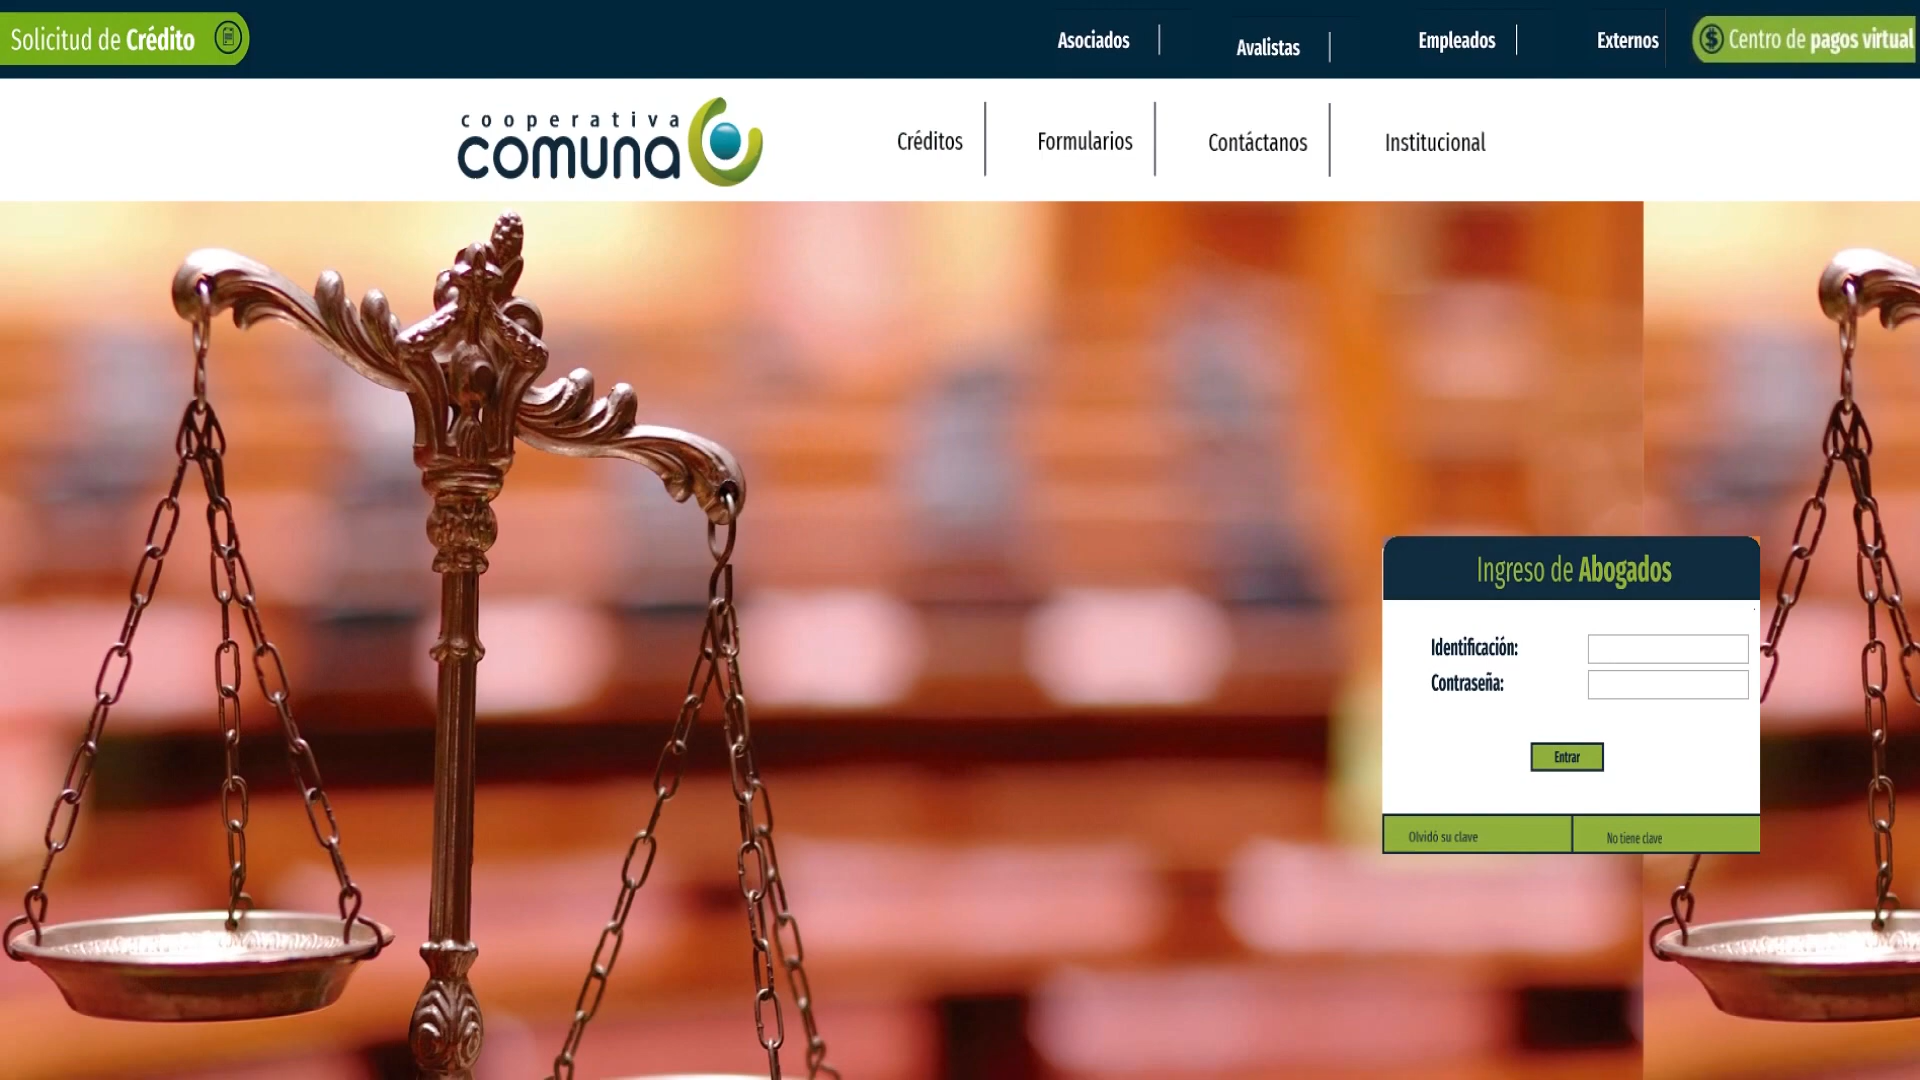 Solicitud de Crédito
Asociados
Avalistas
Empleados
Externos
Centro de pagos virtual
cooperativa
comuna
Créditos
Formularios
Contáctanos
Institucional
Ingreso de Abogados
Identificación:
Contraseña:
Entrar
Olvidó su clave
No tiene clave